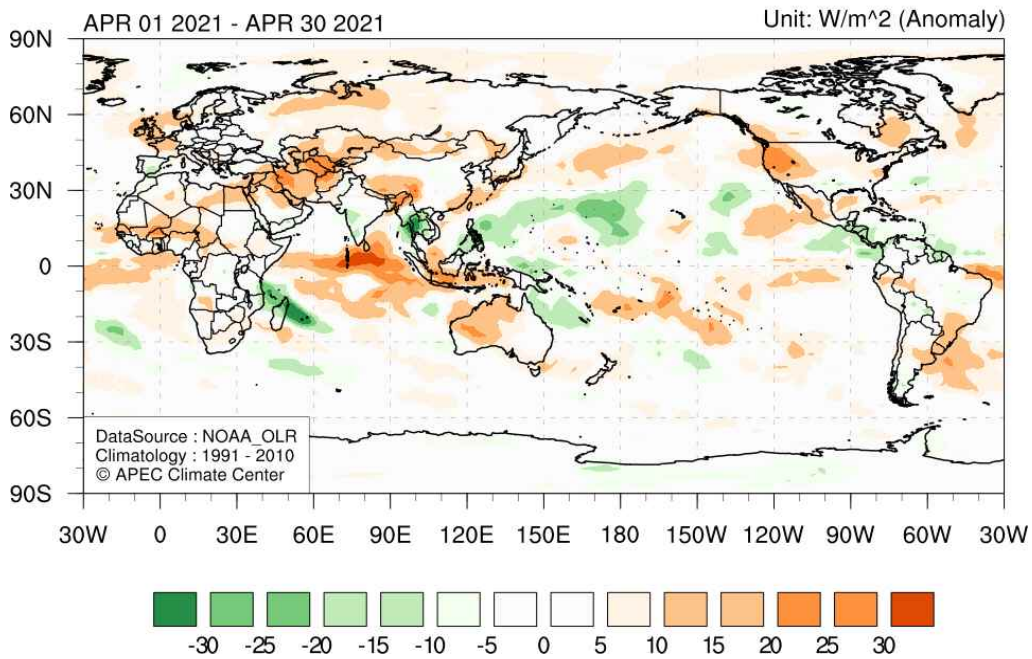 APR 01 2021 - APR 30 2021 Unit: W/m^2 (Anomaly)
90N
60N
30N
0
30S
60S
90S
DataSource : NOAA_OLR
Climatology : 1991 - 2010
© APEC Climate Center
30W 0 30E 60E 90E 120E 150E 180 150W 120W 90W 60W 30W
-30 -25 -20 -15 -10 -5 0 5 10 15 20 25 30